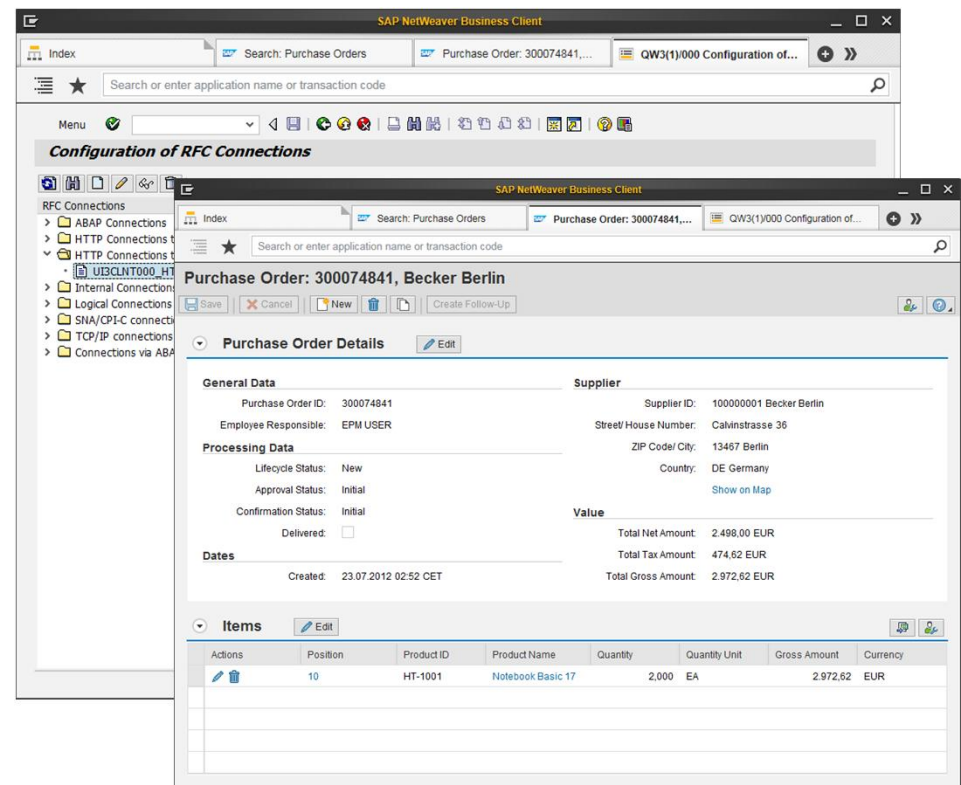 SAP NetWeaver Business Client
Index
Search: Purchase Orders
Purchase Order: 300074841,...
QW3(1)/000 Configuration of...
Search or enter application name or transaction code
Menu
Configuration of RFC Connections
RFC Connections
ABAP Connections
HTTP Connections t
HTTP Connections t
UI3CLNT000_HT
Internal Connections
Logical Connections
SNA/CPI-C connecti
TCP/IP connections
Connections via ABA
SAP NetWeaver Business Client
Index
Search: Purchase Orders
Purchase Order: 300074841,...
QW3(1)/000 Configuration of...
Search or enter application name or transaction code
Purchase Order: 300074841, Becker Berlin
Save Cancel New Create Follow-Up
Purchase Order Details Edit
General Data
Purchase Order ID: 300074841
Employee Responsible: EPM USER
Processing Data
Lifecycle Status: New
Approval Status: Initial
Confirmation Status: Initial
Delivered:
Dates
Created: 23.07.2012 02:52 CET
Supplier
Supplier ID: 100000001 Becker Berlin
Street/ House Number: Calvinstrasse 36
ZIP Code/ City: 13467 Berlin
Country: DE Germany
Show on Map
Value
Total Net Amount: 2.498,00 EUR
Total Tax Amount: 474,62 EUR
Total Gross Amount: 2.972,62 EUR
Items Edit
Actions Position Product ID Product Name Quantity Quantity Unit Gross Amount Currency
10 HT-1001 Notebook Basic 17 2,000 EA 2.972,62 EUR